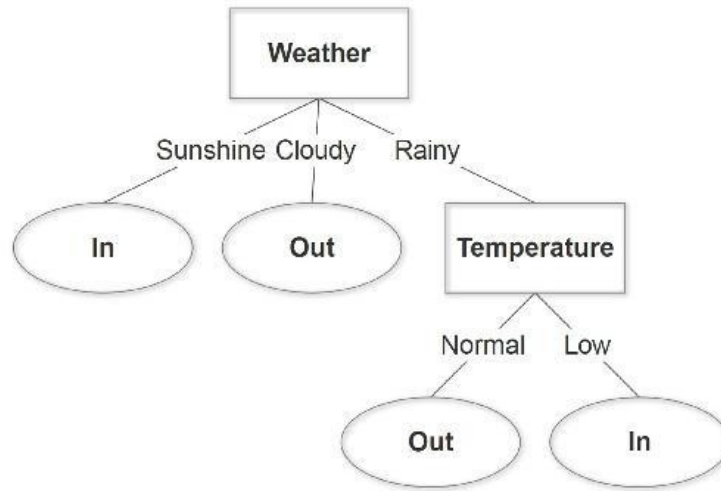 Weather
Sunshine Cloudy Rainy
In Out Temperature
Normal Low
Out In